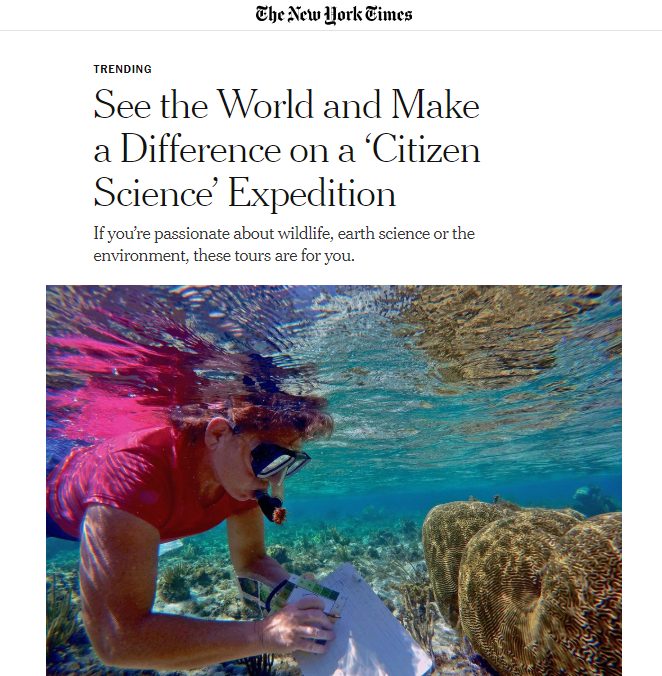 The New York Times
TRENDING
See the World and Make
a Difference on a ‘Citizen
Science’ Expedition
If you’re passionate about wildlife, earth science or the
environment, these tours are for you.